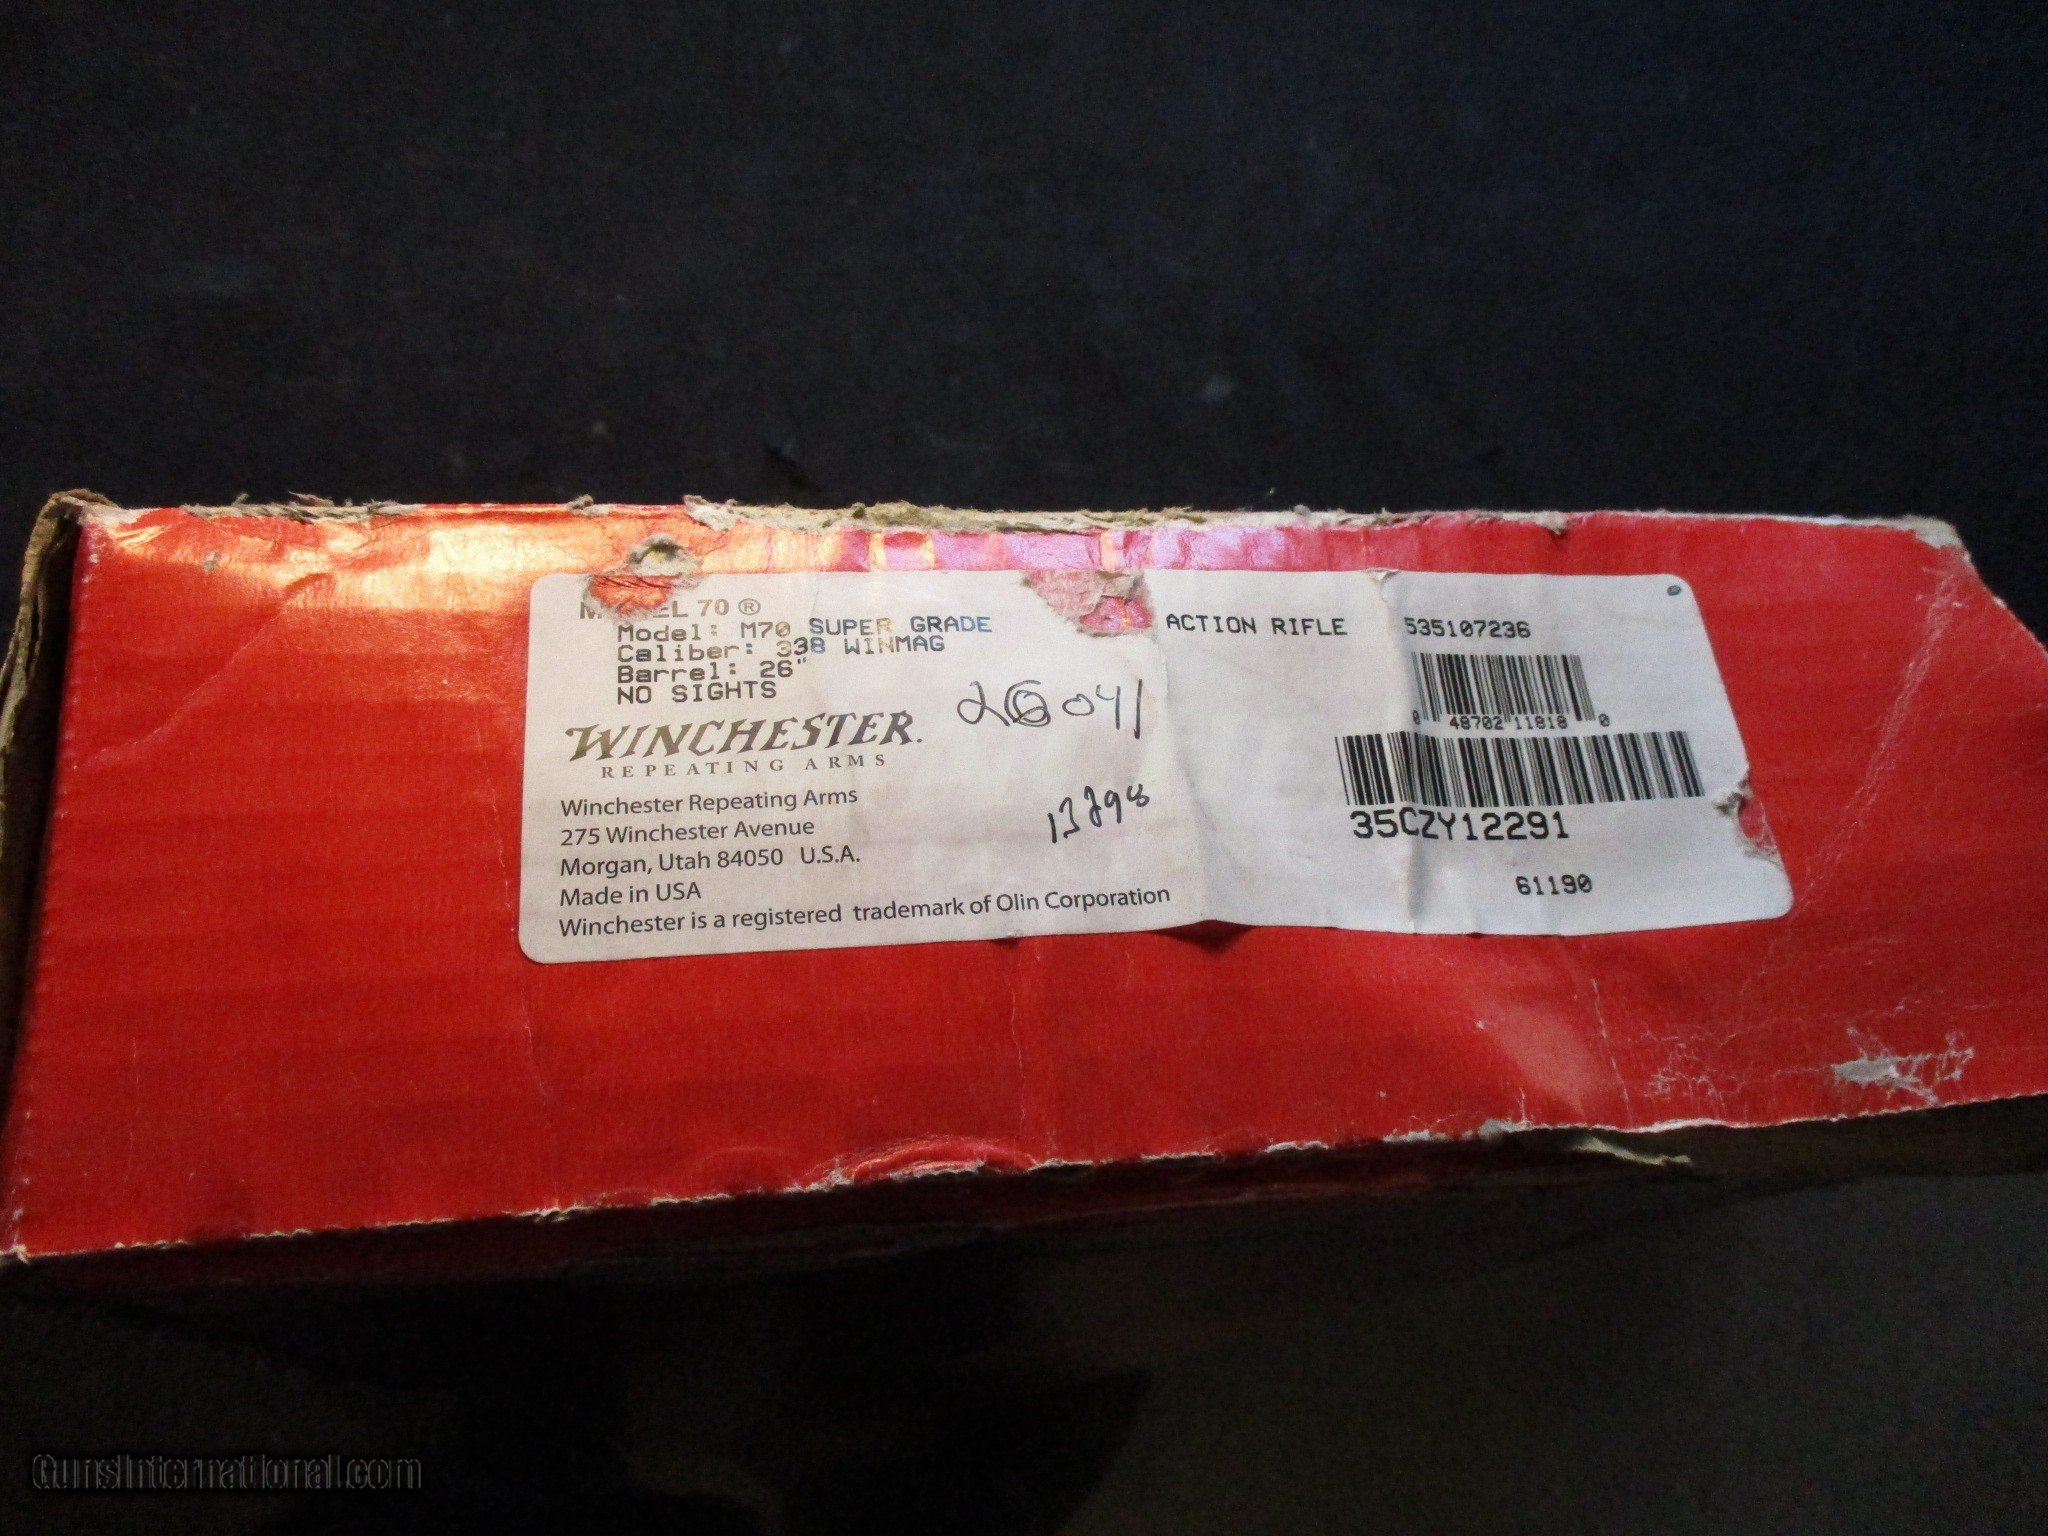 70 ®
Model: M70 SUPER GRADE
ACTION RIFLE
535107236
Caliber: 338 WINMAG
Barrel: 26"
NO SIGHTS
0 48702 11818 0
WINCHESTER.
REPEATING ARMS
35CZY12291
61190
Winchester Repeating Arms
275 Winchester Avenue
Morgan, Utah 84050 U.S.A.
Made in USA
Winchester is a registered trademark of Olin Corporation
GunsInternational.com